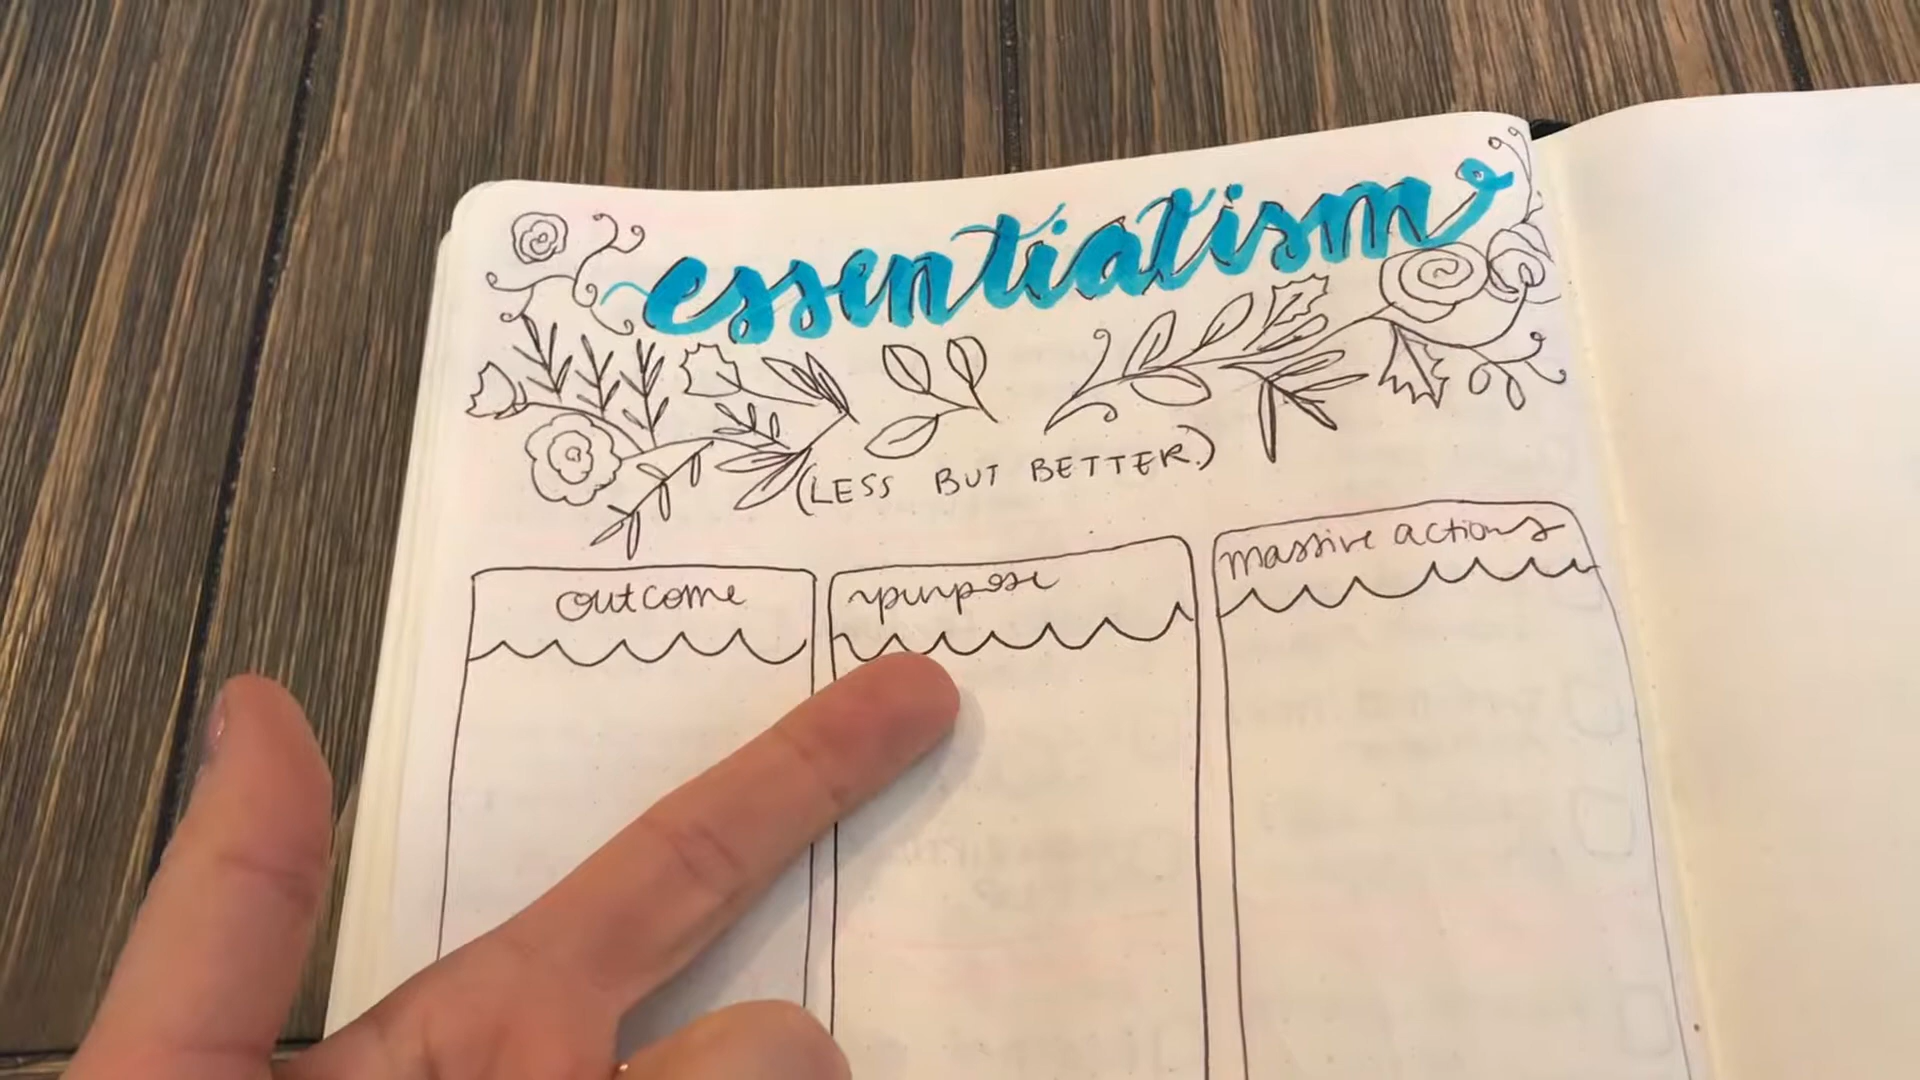 essentialism
(LESS BUT BETTER.)
outcome
purpose
massive actions